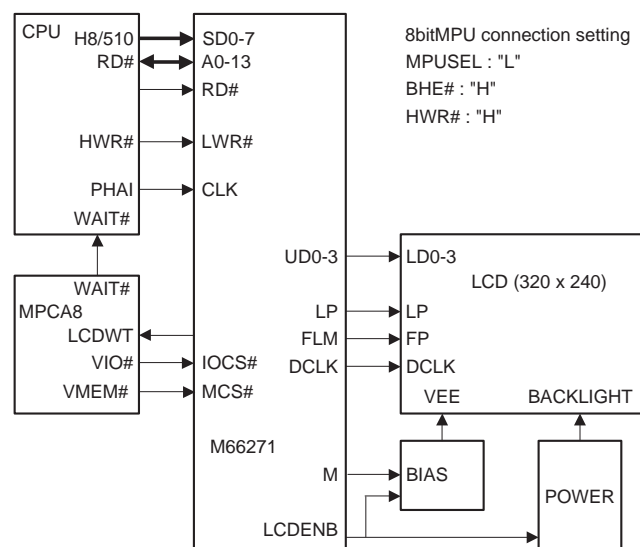 CPU
H8/510
RD#
HWR#
PHAI
WAIT#
WAIT#
MPCA8
LCDWT
VIO#
VMEM#
SD0-7
A0-13
RD#
LWR#
CLK
UD0-3
LP
FLM
DCLK
IOCS#
MCS#
M66271
M
LCDENB
8bitMPU connection setting
MPUSEL : "L"
BHE# : "H"
HWR# : "H"
LD0-3
LCD (320 x 240)
LP
FP
DCLK
VEE
BACKLIGHT
BIAS
POWER